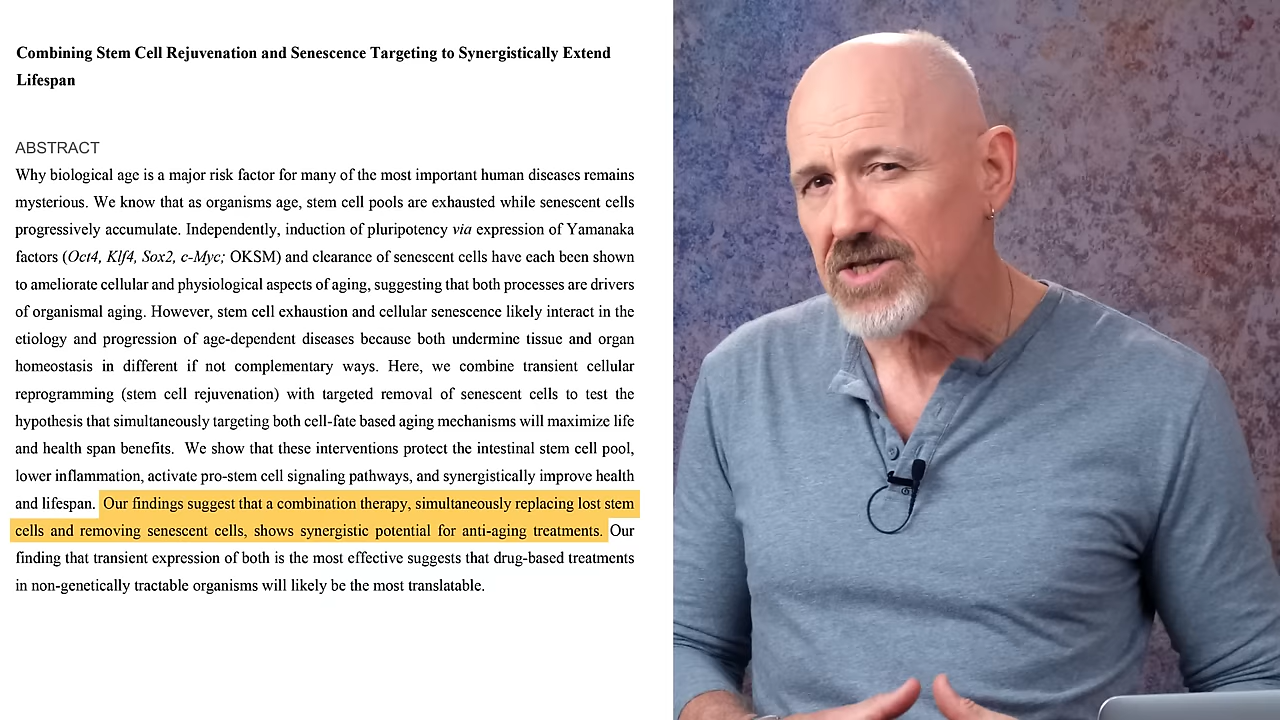 Combining Stem Cell Rejuvenation and Senescence Targeting to Synergistically Extend
Lifespan
ABSTRACT
Why biological age is a major risk factor for many of the most important human diseases remains
mysterious. We know that as organisms age, stem cell pools are exhausted while senescent cells
progressively accumulate. Independently, induction of pluripotency via expression of Yamanaka
factors (Oct4, Klf4, Sox2, c-Myc; OKSM) and clearance of senescent cells have each been shown
to ameliorate cellular and physiological aspects of aging, suggesting that both processes are drivers
of organismal aging. However, stem cell exhaustion and cellular senescence likely interact in the
etiology and progression of age-dependent diseases because both undermine tissue and organ
homeostasis in different if not complementary ways. Here, we combine transient cellular
reprogramming (stem cell rejuvenation) with targeted removal of senescent cells to test the
hypothesis that simultaneously targeting both cell-fate based aging mechanisms will maximize life
and health span benefits. We show that these interventions protect the intestinal stem cell pool,
lower inflammation, activate pro-stem cell signaling pathways, and synergistically improve health
and lifespan. Our findings suggest that a combination therapy, simultaneously replacing lost stem
cells and removing senescent cells, shows synergistic potential for anti-aging treatments. Our
finding that transient expression of both is the most effective suggests that drug-based treatments
in non-genetically tractable organisms will likely be the most translatable.